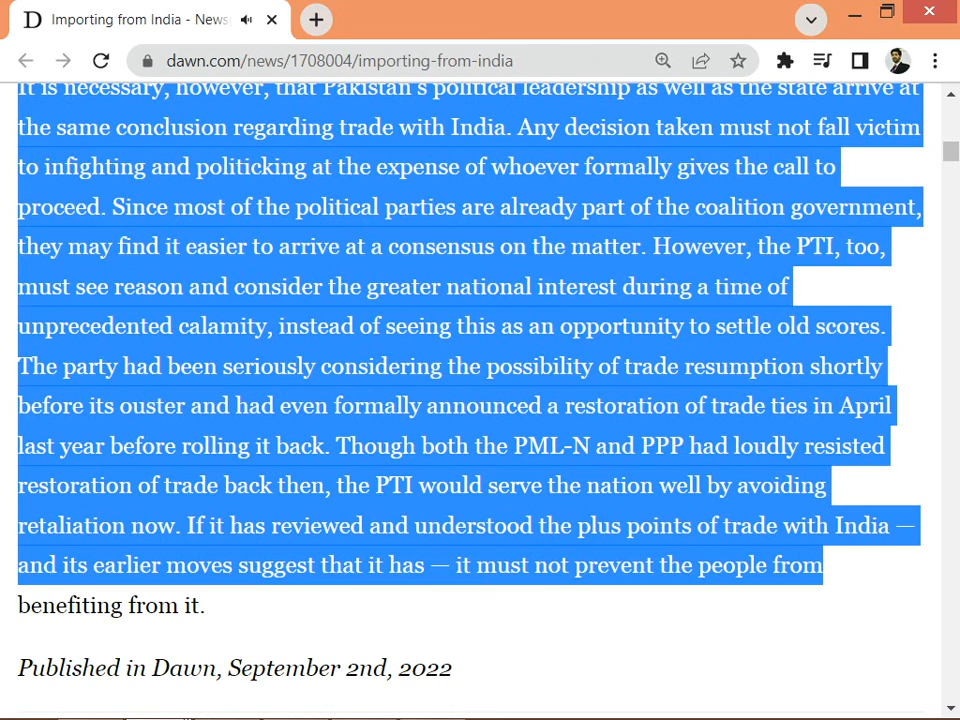 D Importing from India - News
dawn.com/news/1708004/importing-from-india
It is necessary, however, that Pakistan's political leadership as well as the state arrive at
the same conclusion regarding trade with India. Any decision taken must not fall victim
to infighting and politicking at the expense of whoever formally gives the call to
proceed. Since most of the political parties are already part of the coalition government,
they may find it easier to arrive at a consensus on the matter. However, the PTI, too,
must see reason and consider the greater national interest during a time of
unprecedented calamity, instead of seeing this as an opportunity to settle old scores.
The party had been seriously considering the possibility of trade resumption shortly
before its ouster and had even formally announced a restoration of trade ties in April
last year before rolling it back. Though both the PML-N and PPP had loudly resisted
restoration of trade back then, the PTI would serve the nation well by avoiding
retaliation now. If it has reviewed and understood the plus points of trade with India —
and its earlier moves suggest that it has — it must not prevent the people from
benefiting from it.
Published in Dawn, September 2nd, 2022